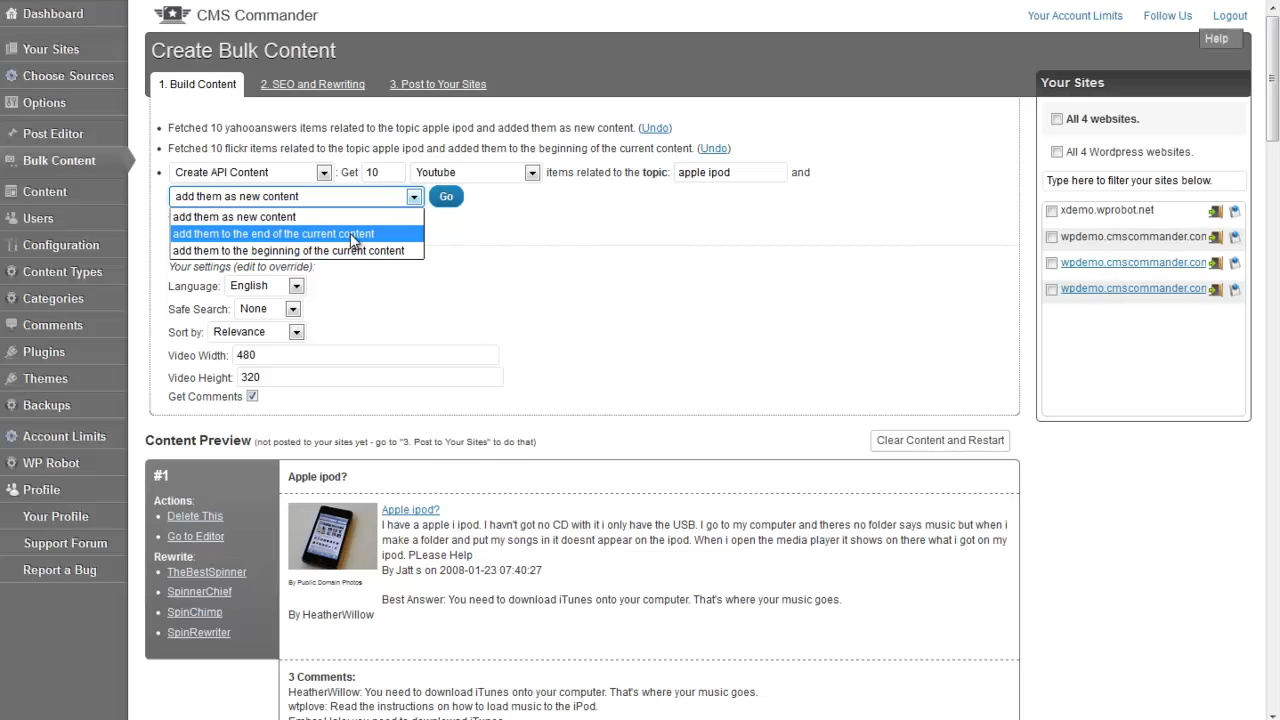 CMS Commander
Your Account Limits
Follow Us
Logout
Help
Dashboard
Your Sites
Choose Sources
Options
Post Editor
Bulk Content
Content
Users
Configuration
Content Types
Categories
Comments
Plugins
Themes
Backups
Account Limits
WP Robot
Profile
Your Profile
Support Forum
Report a Bug
Create Bulk Content
1. Build Content
2. SEO and Rewriting
3. Post to Your Sites
Fetched 10 yahooanswers items related to the topic apple ipod and added them as new content. (Undo)
Fetched 10 flickr items related to the topic apple ipod and added them to the beginning of the current content. (Undo)
Create API Content : Get 10 Youtube items related to the topic: apple ipod and
add them as new content Go
add them as new content
add them to the end of the current content
add them to the beginning of the current content
Your settings (edit to override):
Language: English
Safe Search: None
Sort by: Relevance
Video Width: 480
Video Height: 320
Get Comments
Content Preview (not posted to your sites yet - go to "3. Post to Your Sites" to do that)
Clear Content and Restart
#1
Actions:
Delete This
Go to Editor
Rewrite:
TheBestSpinner
SpinnerChief
SpinChimp
SpinRewriter
Apple ipod?
Apple ipod?
I have a apple i ipod. I havn't got no CD with it i only have the USB. I go to my computer and theres no folder says music but when i
make a folder and put my songs in it doesnt appear on the ipod. When i open the media player it shows on there what i got on my
ipod. PLease Help
By Jatt s on 2008-01-23 07:40:27
By Public Domain Photos
Best Answer: You need to download iTunes onto your computer. That's where your music goes.
By HeatherWillow
3 Comments:
HeatherWillow: You need to download iTunes onto your computer. That's where your music goes.
wtplove: Read the instructions on how to load music to the iPod.
Your Sites
All 4 websites.
All 4 Wordpress websites.
Type here to filter your sites below.
xdemo.wprobot.net
wpdemo.cmscommander.com
wpdemo.cmscommander.com
wpdemo.cmscommander.com